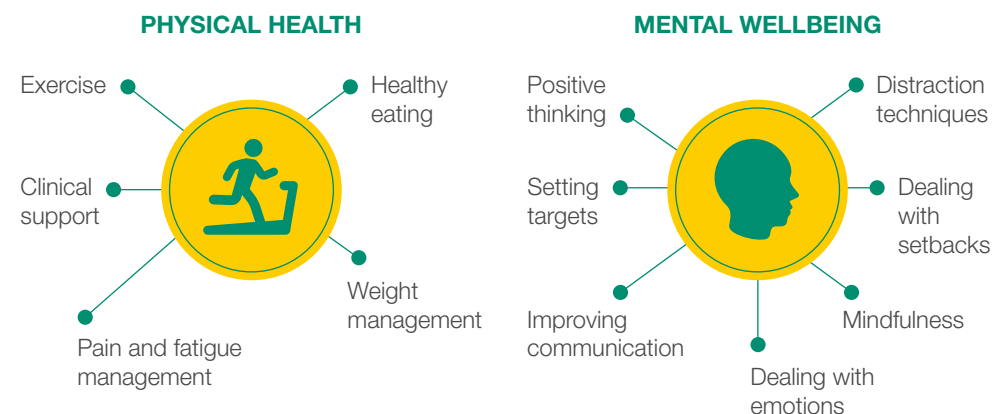 PHYSICAL HEALTH
Exercise
Healthy
eating
Clinical
support
Weight
management
Pain and fatigue
management
MENTAL WELLBEING
Positive
thinking
Distraction
techniques
Setting
targets
Dealing
with
setbacks
Improving
communication
Mindfulness
Dealing with
emotions